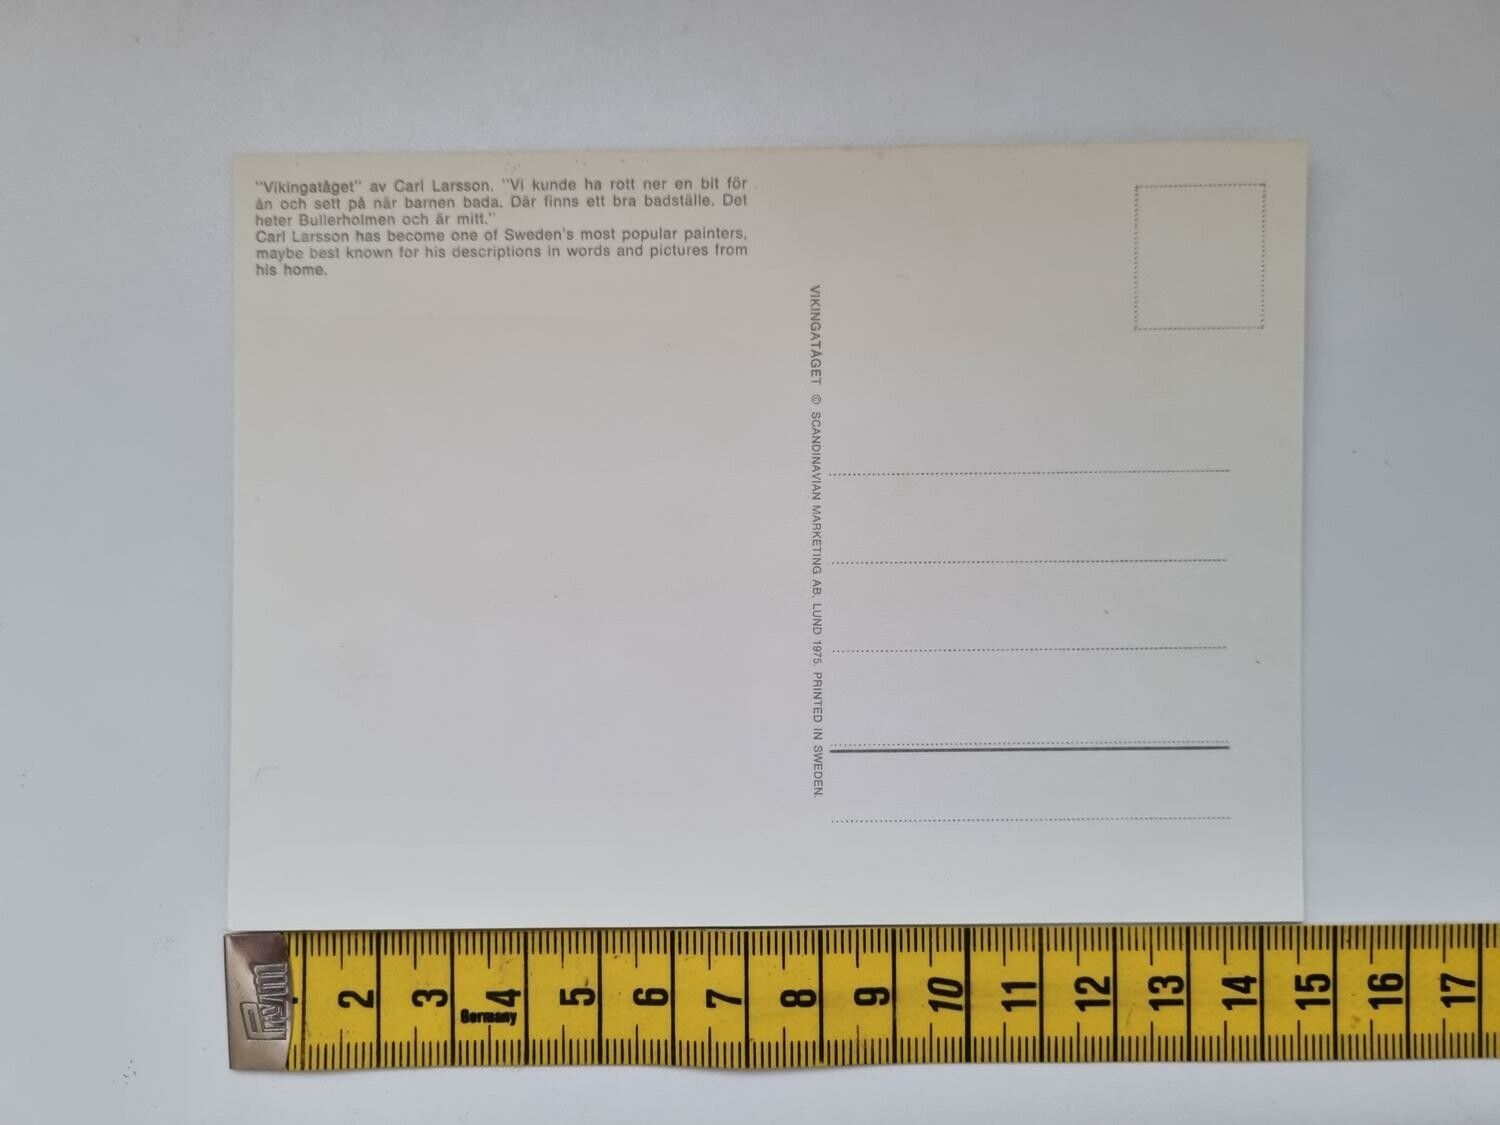 "Vikingatåget" av Carl Larsson. "Vi kunde ha rott ner en bit för
ån och sett på när barnen bada. Där finns ett bra badställe. Det
heter Bullerholmen och är mitt."
Carl Larsson has become one of Sweden's most popular painters,
maybe best known for his descriptions in words and pictures from
his home.
VIKINGATÅGET © SCANDINAVIAN MARKETING AB. LUND 1975. PRINTED IN SWEDEN.
Prym
2 3 4 5 6 7 8 9 10 11 12 13 14 15 16 17
Germany